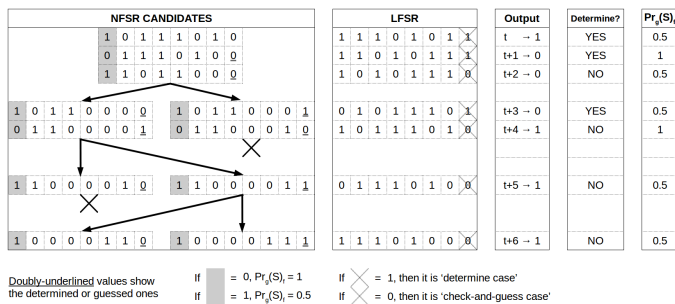 NFSR CANDIDATES LFSR Output Determine? Pr_g(S)_r
1 0 1 1 1 0 1 0 1 1 1 1 0 1 0 1 1 t → 1 YES 0.5
0 1 1 1 0 1 0 0 1 1 0 1 0 1 1 1 t+1 → 0 YES 1
1 1 0 1 1 0 0 0 1 0 1 0 1 1 1 0 t+2 → 0 NO 0.5
1 0 1 1 0 0 0 0 1 0 1 1 0 0 0 1 0 1 0 1 1 1 0 1 t+3 → 0 YES 0.5
0 1 1 0 0 0 0 1 0 1 1 0 0 0 1 0 1 0 1 1 1 0 1 0 t+4 → 1 NO 1
1 1 0 0 0 0 1 0 1 1 0 0 0 0 1 1 0 1 1 1 0 1 0 0 t+5 → 1 NO 0.5
1 0 0 0 0 1 1 0 1 0 0 0 0 1 1 1 1 1 1 0 1 0 0 0 t+6 → 1 NO 0.5
Doubly-underlined values show
the determined or guessed ones
If = 0, Pr_g(S)_r = 1
If = 1, Pr_g(S)_r = 0.5
If = 1, then it is 'determine case'
If = 0, then it is 'check-and-guess case'